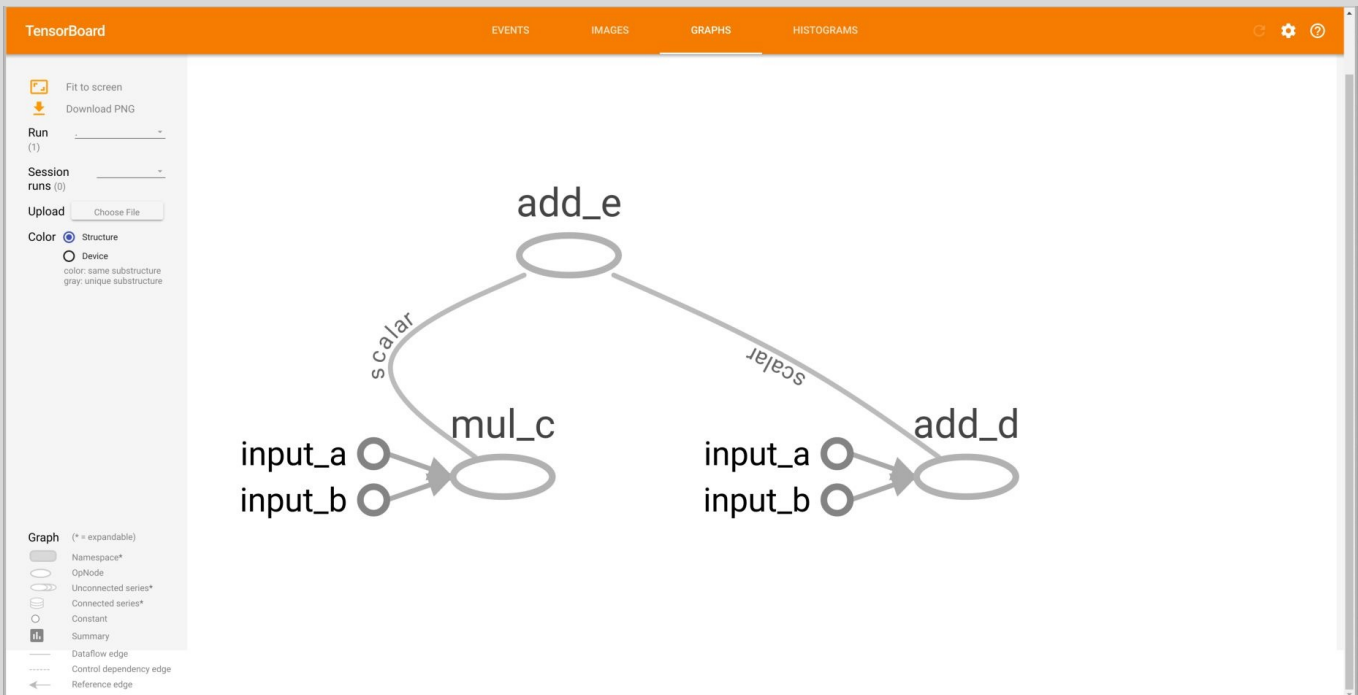 TensorBoard
EVENTS
IMAGES
GRAPHS
HISTOGRAMS
Fit to screen
Download PNG
Run .
(1)
Session
runs (0)
Upload Choose File
Color Structure
Device
color: same substructure
gray: unique substructure
add_e
scalar
scalar
mul_c
add_d
input_a
input_b
input_a
input_b
Graph (* = expandable)
Namespace*
OpNode
Unconnected series*
Connected series*
Constant
Summary
Dataflow edge
Control dependency edge
Reference edge